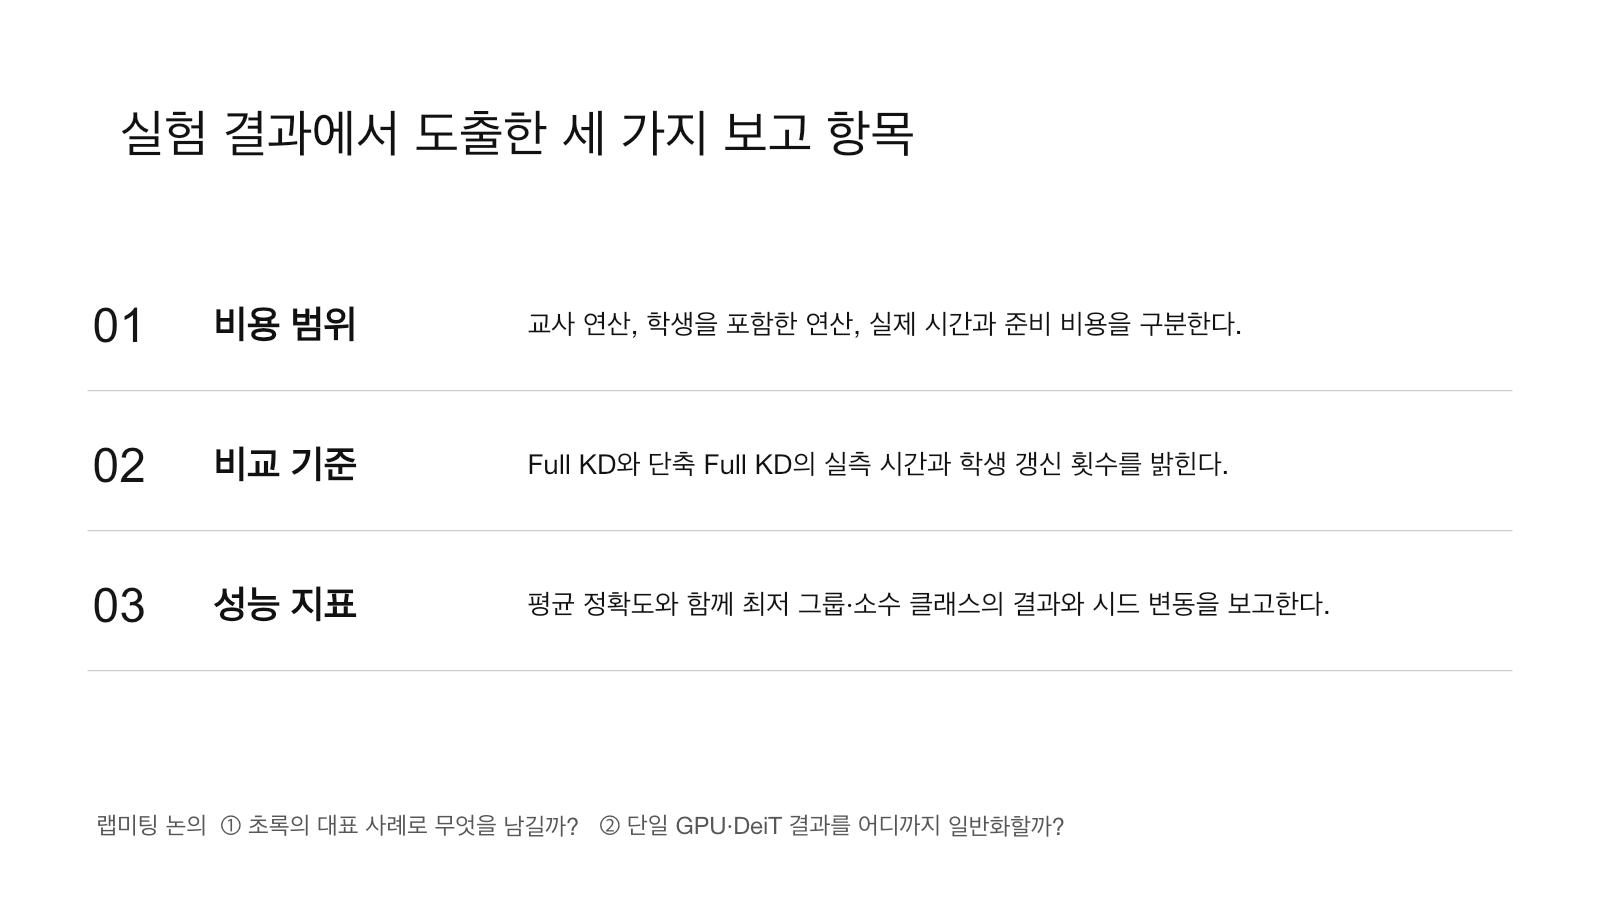 실험 결과에서 도출한 세 가지 보고 항목
01 비용 범위 교사 연산, 학생을 포함한 연산, 실제 시간과 준비 비용을 구분한다.
02 비교 기준 Full KD와 단축 Full KD의 실측 시간과 학생 갱신 횟수를 밝힌다.
03 성능 지표 평균 정확도와 함께 최저 그룹·소수 클래스의 결과와 시드 변동을 보고한다.
랩미팅 논의 ① 초록의 대표 사례로 무엇을 남길까? ② 단일 GPU·DeiT 결과를 어디까지 일반화할까?